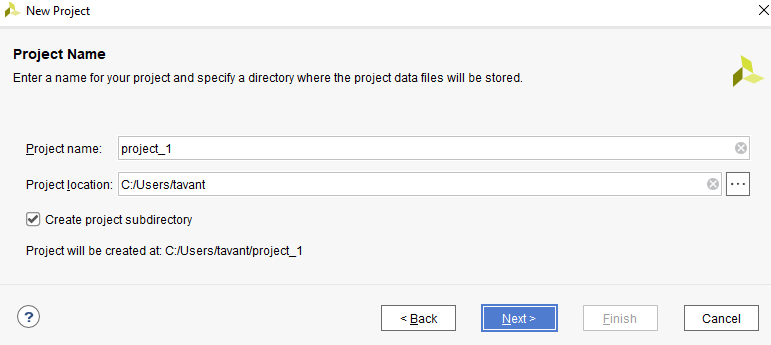 New Project
Project Name
Enter a name for your project and specify a directory where the project data files will be stored.
Project name: project_1
Project location: C:/Users/tavant ...
Create project subdirectory
Project will be created at: C:/Users/tavant/project_1
? < Back Next > Finish Cancel